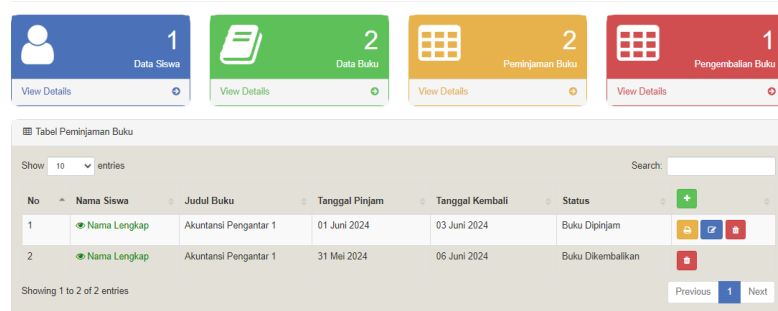 1
Data Siswa
View Details
2
Data Buku
View Details
2
Peminjaman Buku
View Details
1
Pengembalian Buku
View Details
Tabel Peminjaman Buku
Show 10 entries
Search:
No Nama Siswa Judul Buku Tanggal Pinjam Tanggal Kembali Status
1 Nama Lengkap Akuntansi Pengantar 1 01 Juni 2024 03 Juni 2024 Buku Dipinjam
2 Nama Lengkap Akuntansi Pengantar 1 31 Mei 2024 06 Juni 2024 Buku Dikembalikan
Showing 1 to 2 of 2 entries
Previous 1 Next